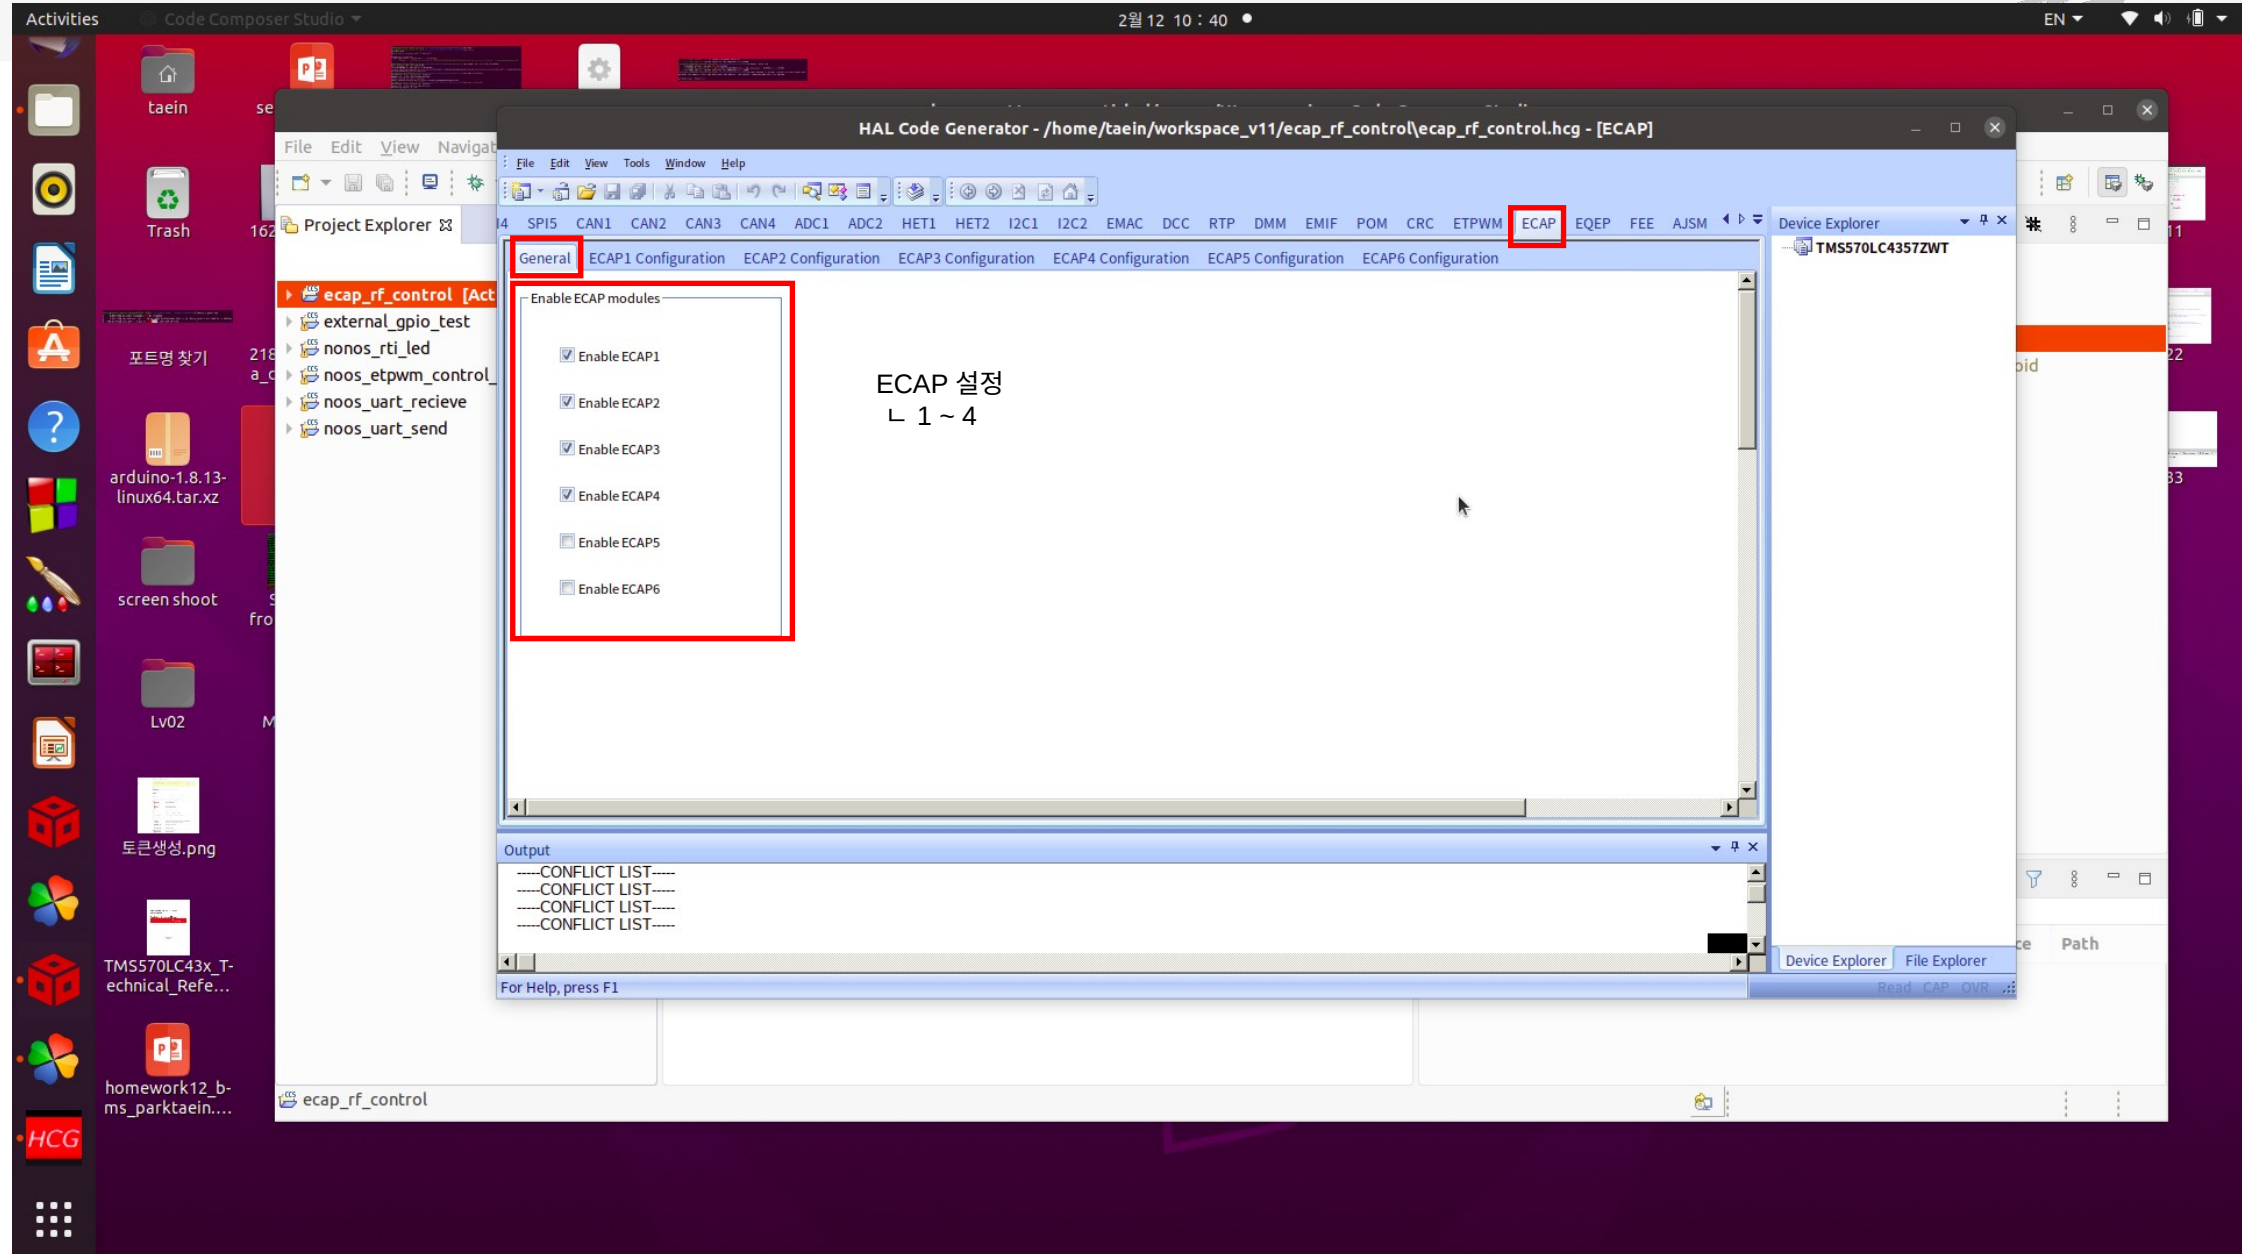 Activities
Code Composer Studio
2월 12 10 : 40
EN
taein
Trash
포트명 찾기
arduino-1.8.13-
linux64.tar.xz
screen shoot
Lv02
토큰생성.png
TMS570LC43x_T-
echnical_Refe...
homework12_b-
ms_parktaein....
HCG
File Edit View Navigat
Project Explorer
ecap_rf_control [Act
external_gpio_test
nonos_rti_led
noos_etpwm_control_
noos_uart_recieve
noos_uart_send
ecap_rf_control
HAL Code Generator - /home/taein/workspace_v11/ecap_rf_control\ecap_rf_control.hcg - [ECAP]
File Edit View Tools Window Help
I4 SPI5 CAN1 CAN2 CAN3 CAN4 ADC1 ADC2 HET1 HET2 I2C1 I2C2 EMAC DCC RTP DMM EMIF POM CRC ETPWM ECAP EQEP FEE AJSM
General ECAP1 Configuration ECAP2 Configuration ECAP3 Configuration ECAP4 Configuration ECAP5 Configuration ECAP6 Configuration
Enable ECAP modules
Enable ECAP1
Enable ECAP2
Enable ECAP3
Enable ECAP4
Enable ECAP5
Enable ECAP6
ECAP 설정
ㄴ 1 ~ 4
Device Explorer
TMS570LC4357ZWT
Output
-----CONFLICT LIST-----
-----CONFLICT LIST-----
-----CONFLICT LIST-----
-----CONFLICT LIST-----
Device Explorer File Explorer
For Help, press F1
Read CAP OVR
Path